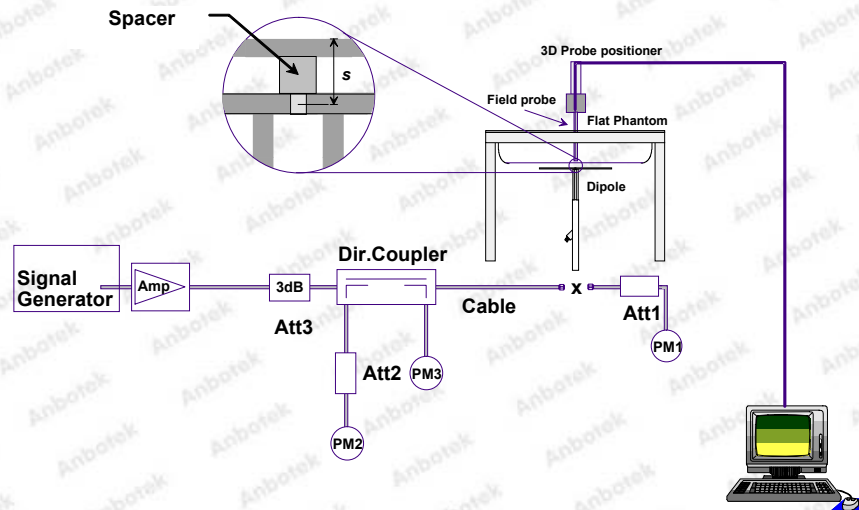 Spacer
s
3D Probe positioner
Field probe
Flat Phantom
Dipole
Signal
Generator
Amp
3dB
Att3
Dir.Coupler
Cable
x
Att1
PM1
Att2
PM3
PM2
Anbotek